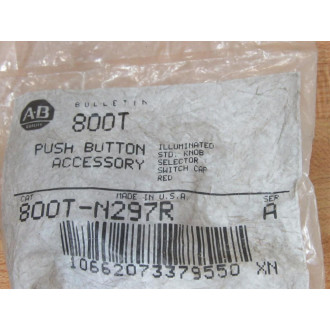 A-B
BULLETIN
800T
PUSH BUTTON
ACCESSORY
ILLUMINATED
STD. KNOB
SELECTOR
SWITCH CAP
RED
CAT
MADE IN U.S.A.
SER
800T-N297R
A
10662073379550 XN